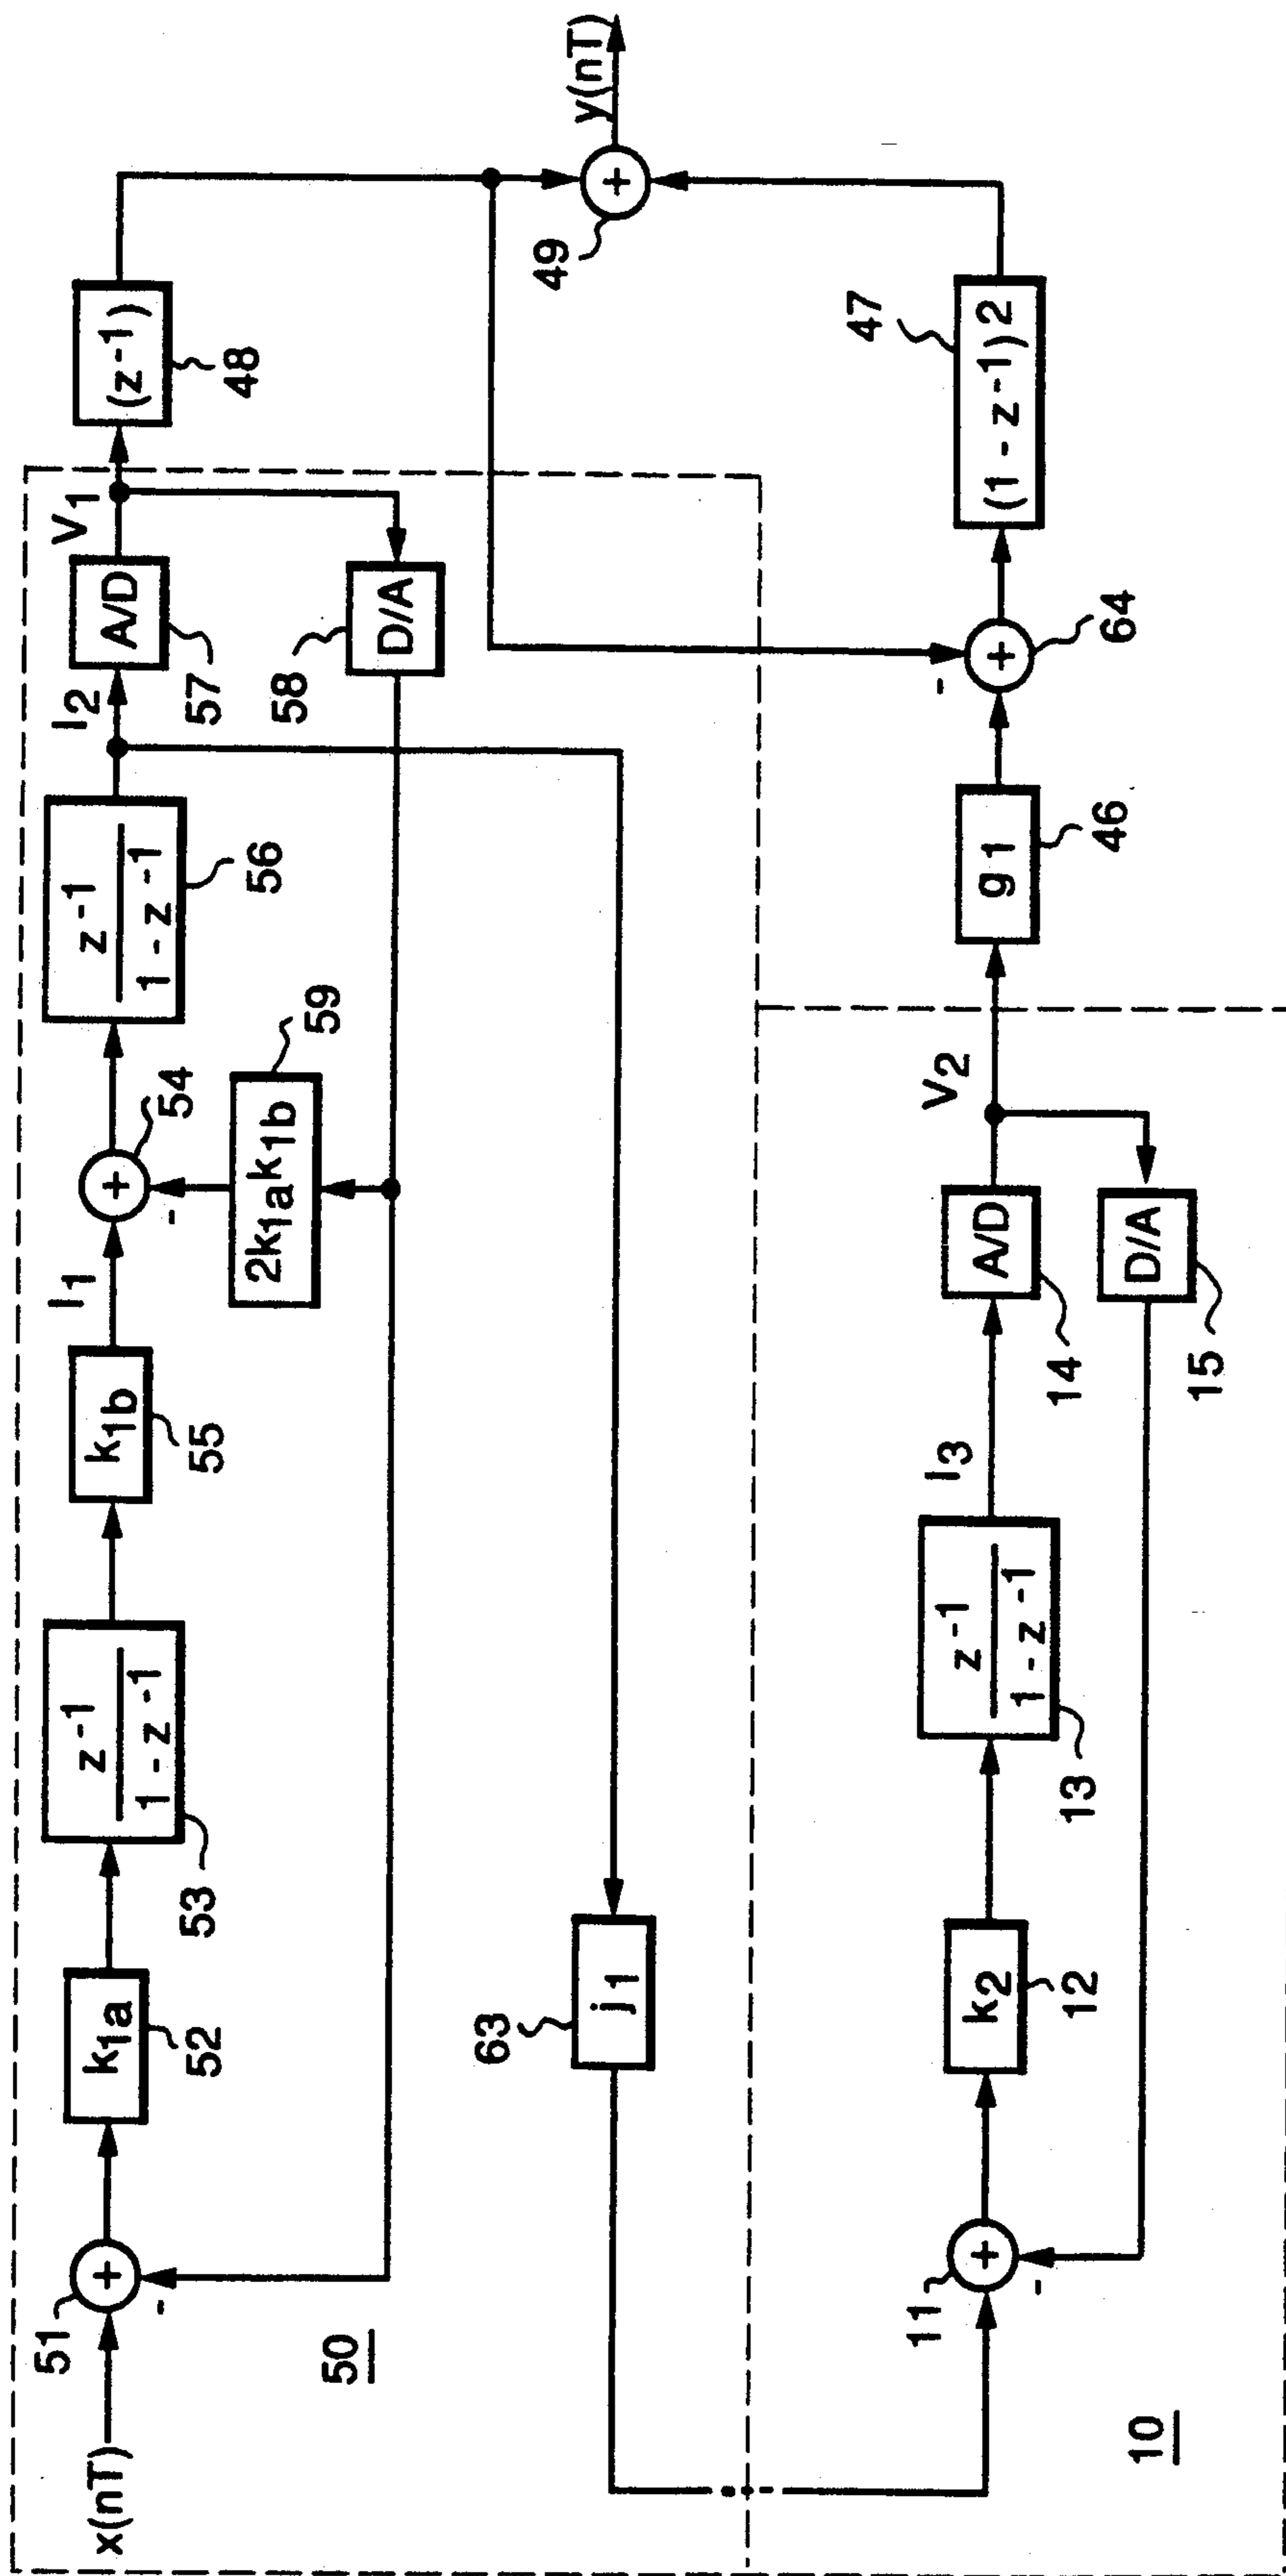 x(nT)
51
+
-
k1a
52
z-1
1 - z-1
53
k1b
55
I1
+
54
-
2k1ak1b
59
z-1
1 - z-1
56
I2
A/D
57
V1
D/A
58
(z-1)
48
50
63
j1
49
+
y(nT)
10
11
+
-
k2
12
z-1
1 - z-1
13
I3
A/D
14
V2
D/A
15
g1
46
+
-
64
(1 - z-1)2
47